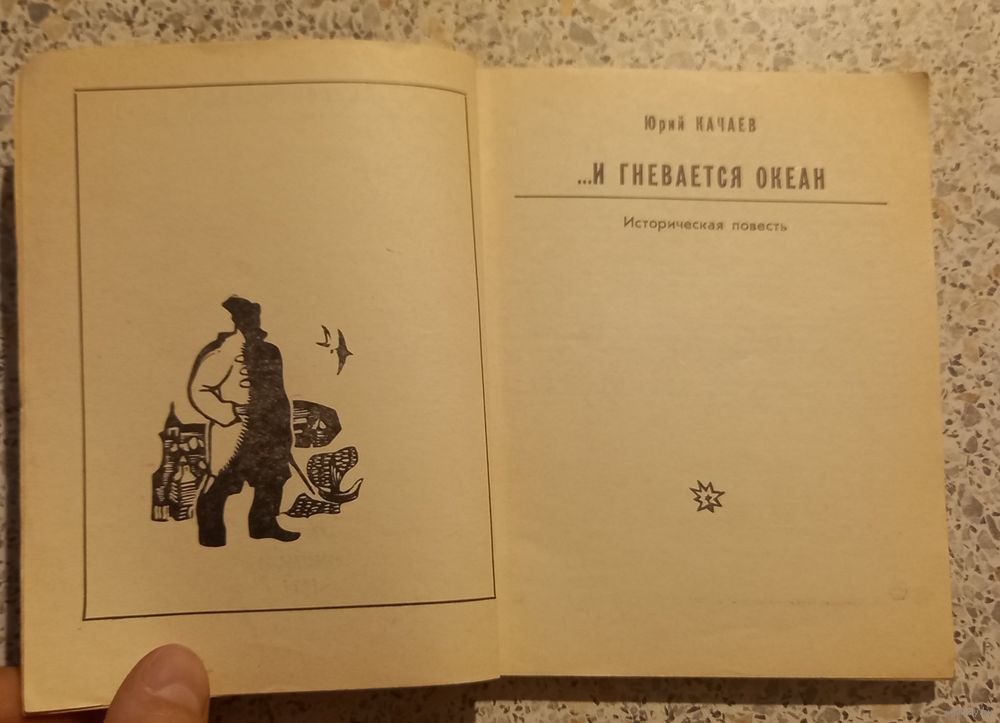 Юрий КАЧАЕВ
...И ГНЕВАЕТСЯ ОКЕАН
Историческая повесть